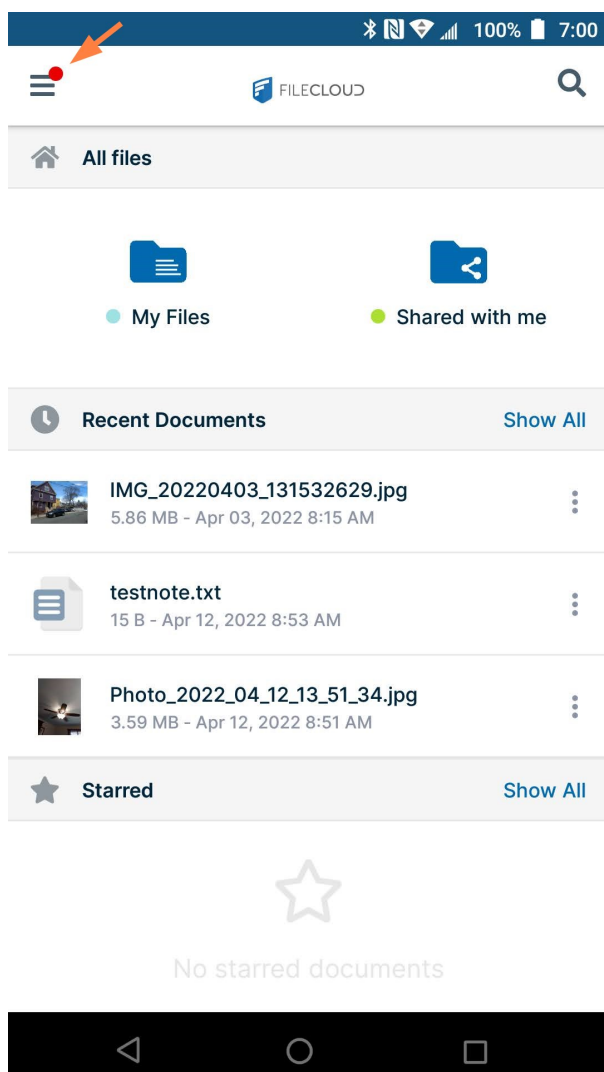 100% 7:00
FILECLOUD
All files
My Files
Shared with me
Recent Documents Show All
IMG_20220403_131532629.jpg
5.86 MB - Apr 03, 2022 8:15 AM
testnote.txt
15 B - Apr 12, 2022 8:53 AM
Photo_2022_04_12_13_51_34.jpg
3.59 MB - Apr 12, 2022 8:51 AM
Starred Show All
No starred documents